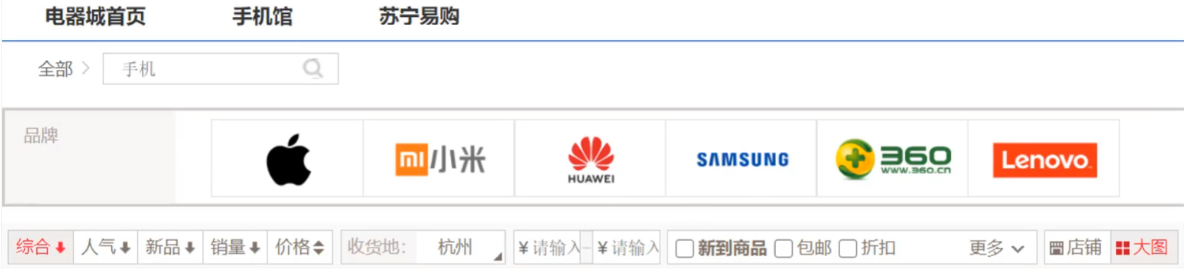 电器城首页 手机馆 苏宁易购
全部 手机
品牌
mi 小米 HUAWEI SAMSUNG 360 www.360.cn Lenovo
综合 人气 新品 销量 价格 收货地: 杭州 ¥ 请输入 - ¥ 请输入 新到商品 包邮 折扣 更多 店铺 大图